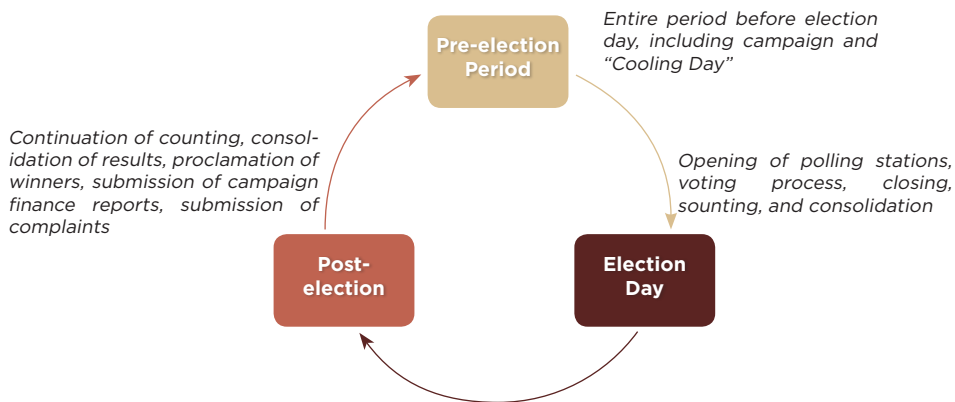 Pre-election
Period
Entire period before election
day, including campaign and
“Cooling Day”
Opening of polling stations,
voting process, closing,
sounting, and consolidation
Election
Day
Post-
election
Continuation of counting, consol-
idation of results, proclamation of
winners, submission of campaign
finance reports, submission of
complaints